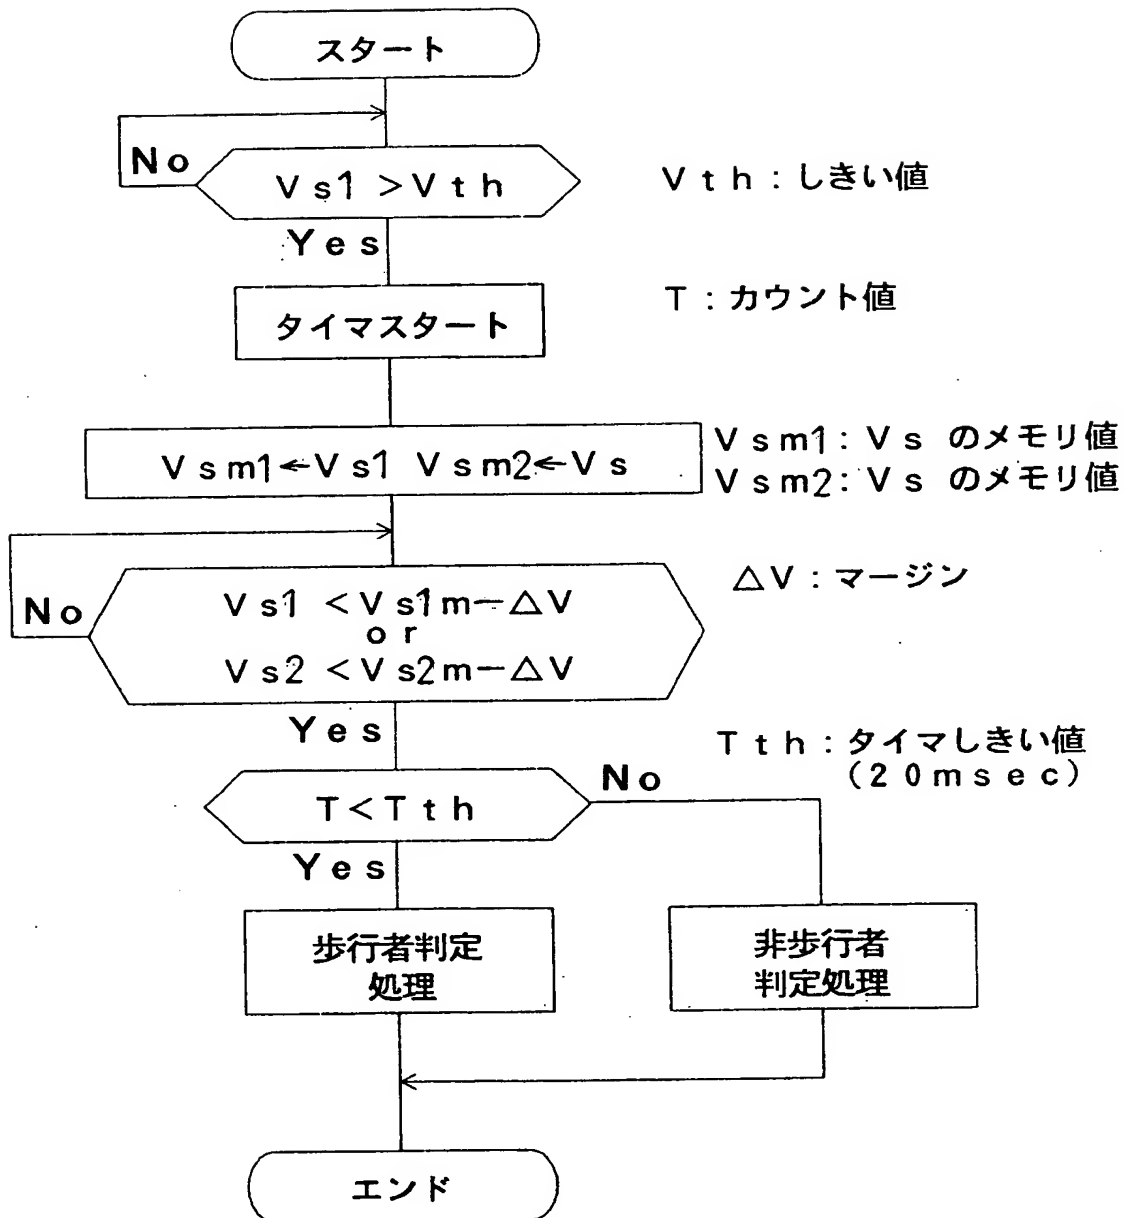 スタート
No
Vs1 >Vth
Vth:しきい値
Yes
T:カウント値
タイマスタート
Vsm1←Vs1 Vsm2←Vs
Vsm1:Vs のメモリ値
Vsm2:Vs のメモリ値
△V:マージン
No
Vs1 <Vs1m−△V
or
Vs2 <Vs2m−△V
Yes
Tth:タイマしきい値
(20msec)
No
T<Tth
Yes
歩行者判定
処理
非歩行者
判定処理
エンド